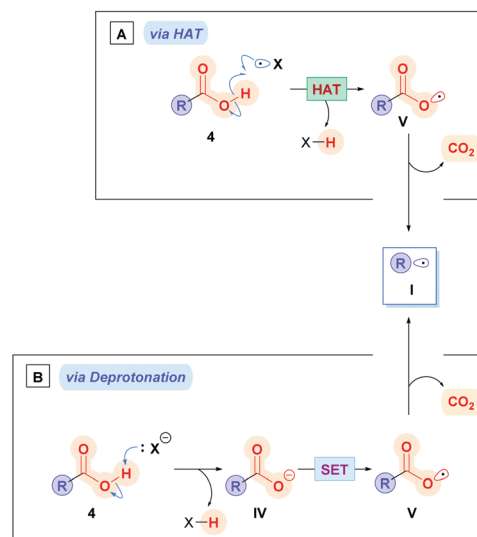 A via HAT
O
R O H
• X
HAT
X–H
4
O
R O •
V
CO₂
R •
I
B via Deprotonation
CO₂
O
R O H
: X ⊖
X–H
4
O
R O ⊖
IV
SET
O
R O •
V